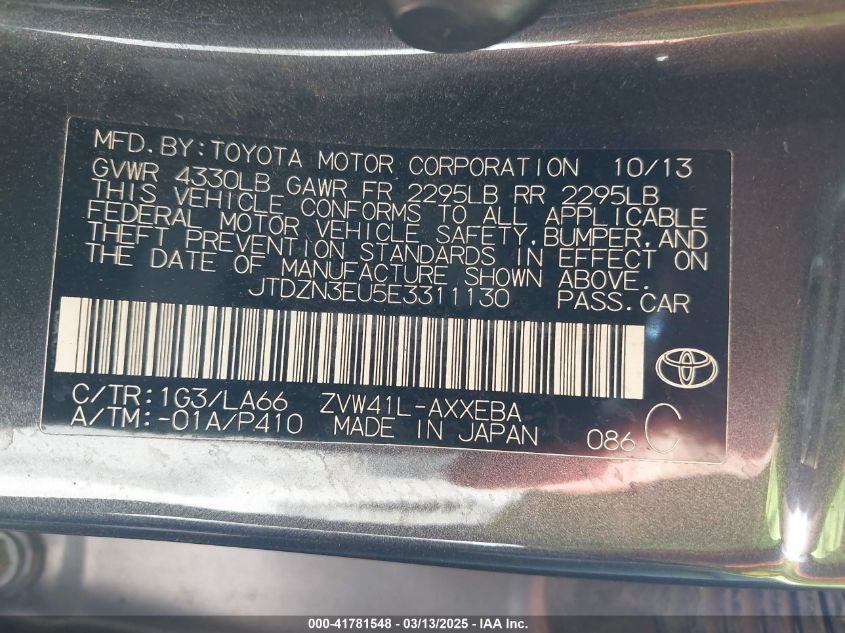 MFD. BY: TOYOTA MOTOR CORPORATION 10/13
GVWR 4330LB GAWR FR 2295LB RR 2295LB
THIS VEHICLE CONFORMS TO ALL APPLICABLE
FEDERAL MOTOR VEHICLE SAFETY, BUMPER, AND
THEFT PREVENTION STANDARDS IN EFFECT ON
THE DATE OF MANUFACTURE SHOWN ABOVE.
JTDZN3EU5E3311130 PASS. CAR
C/TR: 1G3/LA66 ZVW41L-AXXEBA
A/TM: -01A/P410 MADE IN JAPAN 086 C
000-41781548 - 03/13/2025 - IAA Inc.